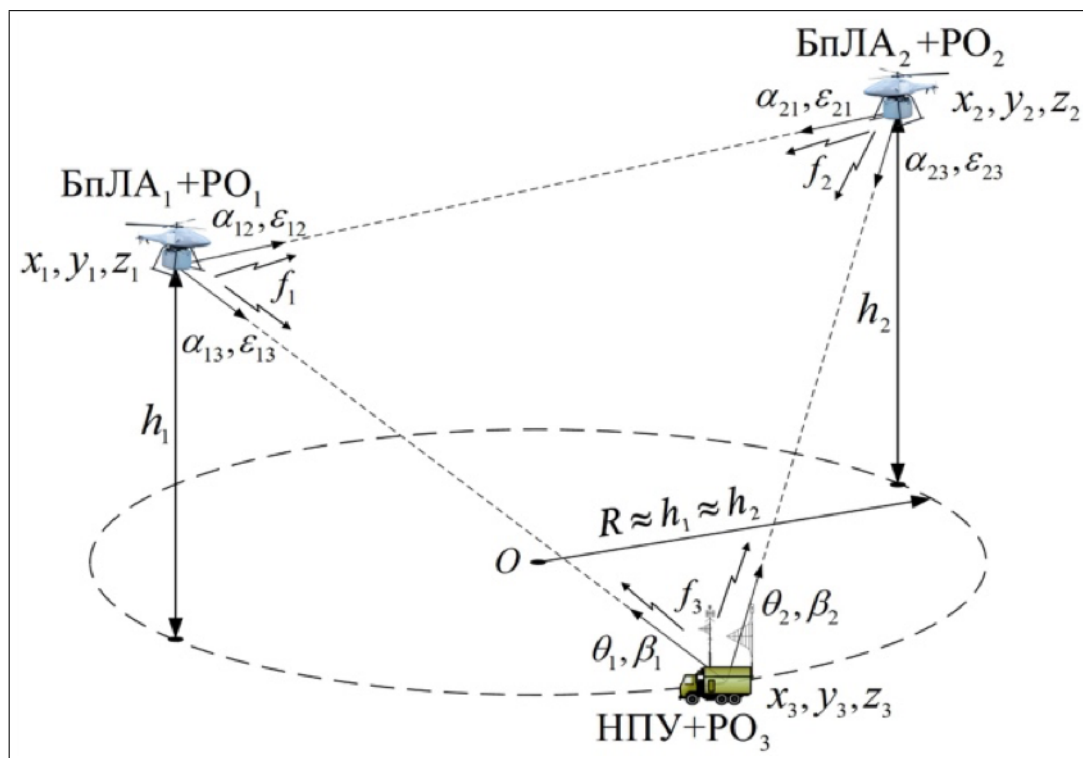 БпЛА₂+РО₂
α₂₁, ε₂₁
x₂, y₂, z₂
f₂
α₂₃, ε₂₃
БпЛА₁+РО₁
α₁₂, ε₁₂
x₁, y₁, z₁
f₁
α₁₃, ε₁₃
h₂
h₁
R ≈ h₁ ≈ h₂
O
f₃
θ₂, β₂
θ₁, β₁
x₃, y₃, z₃
НПУ+РО₃